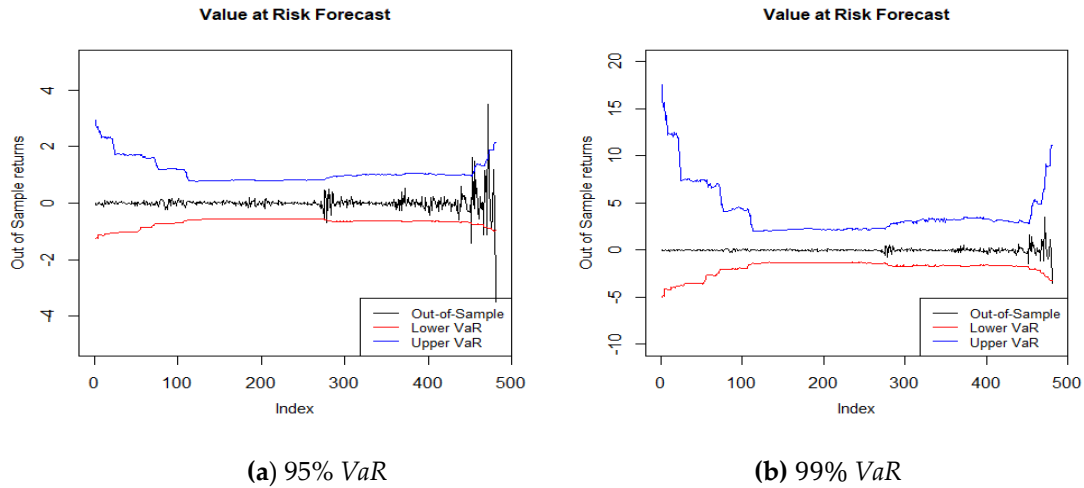 Value at Risk Forecast
Out of Sample returns
4
2
0
-2
-4
Out-of-Sample
Lower VaR
Upper VaR
0 100 200 300 400 500
Index
(a) 95% VaR
Value at Risk Forecast
Out of Sample returns
20
15
10
5
0
-5
-10
Out-of-Sample
Lower VaR
Upper VaR
0 100 200 300 400 500
Index
(b) 99% VaR